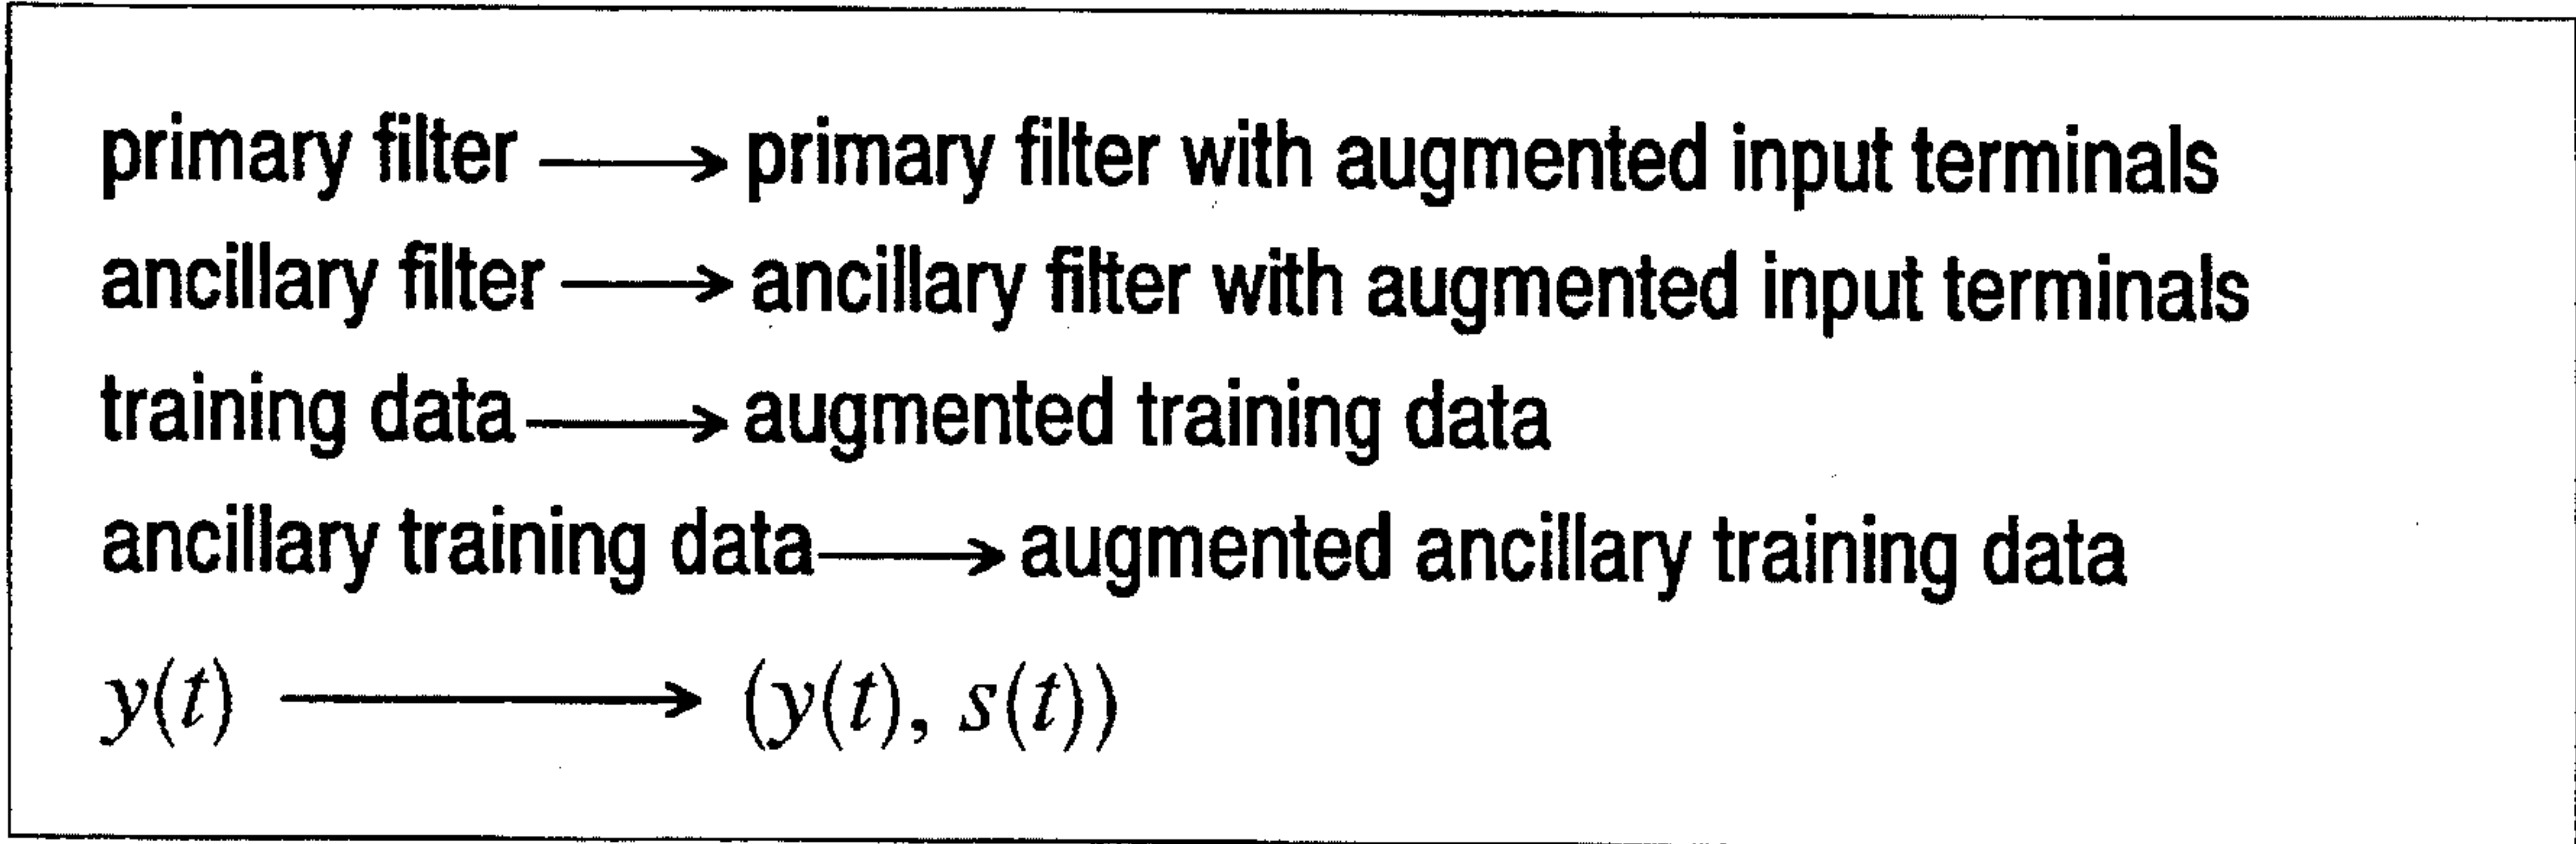 primary filter ⟶ primary filter with augmented input terminals
ancillary filter ⟶ ancillary filter with augmented input terminals
training data ⟶ augmented training data
ancillary training data ⟶ augmented ancillary training data
y(t) ⟶ (y(t), s(t))